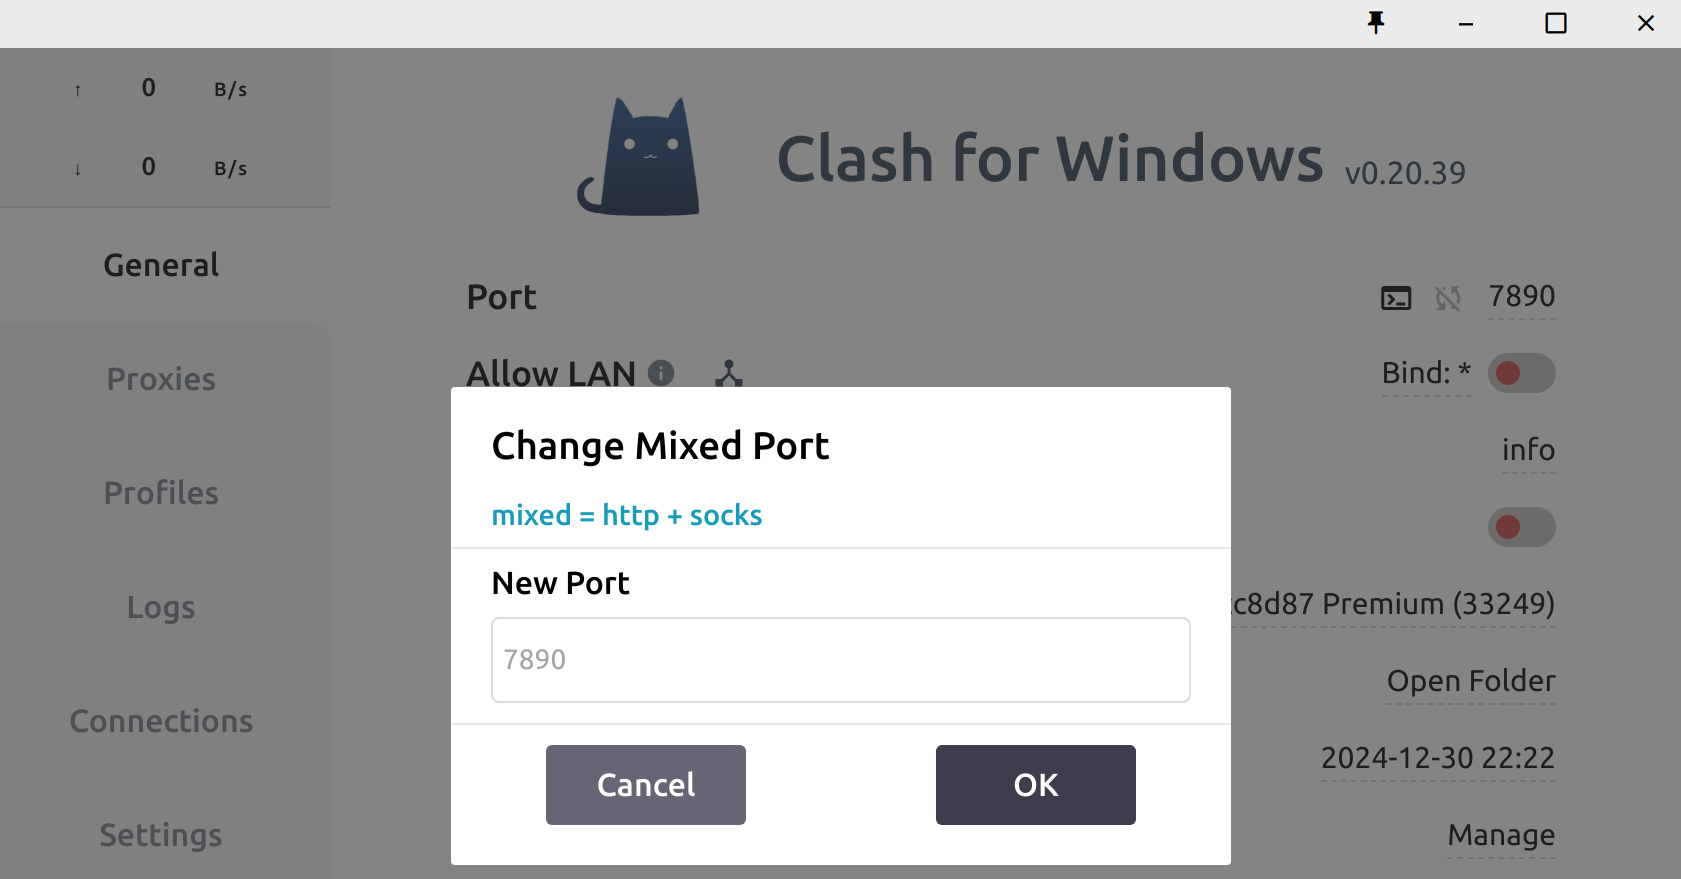 ↑ 0 B/s
↓ 0 B/s
General
Proxies
Profiles
Logs
Connections
Settings
Clash for Windows v0.20.39
Port 7890
Allow LAN Bind: *
info
c8d87 Premium (33249)
Open Folder
2024-12-30 22:22
Manage
Change Mixed Port
mixed = http + socks
New Port
7890
Cancel OK